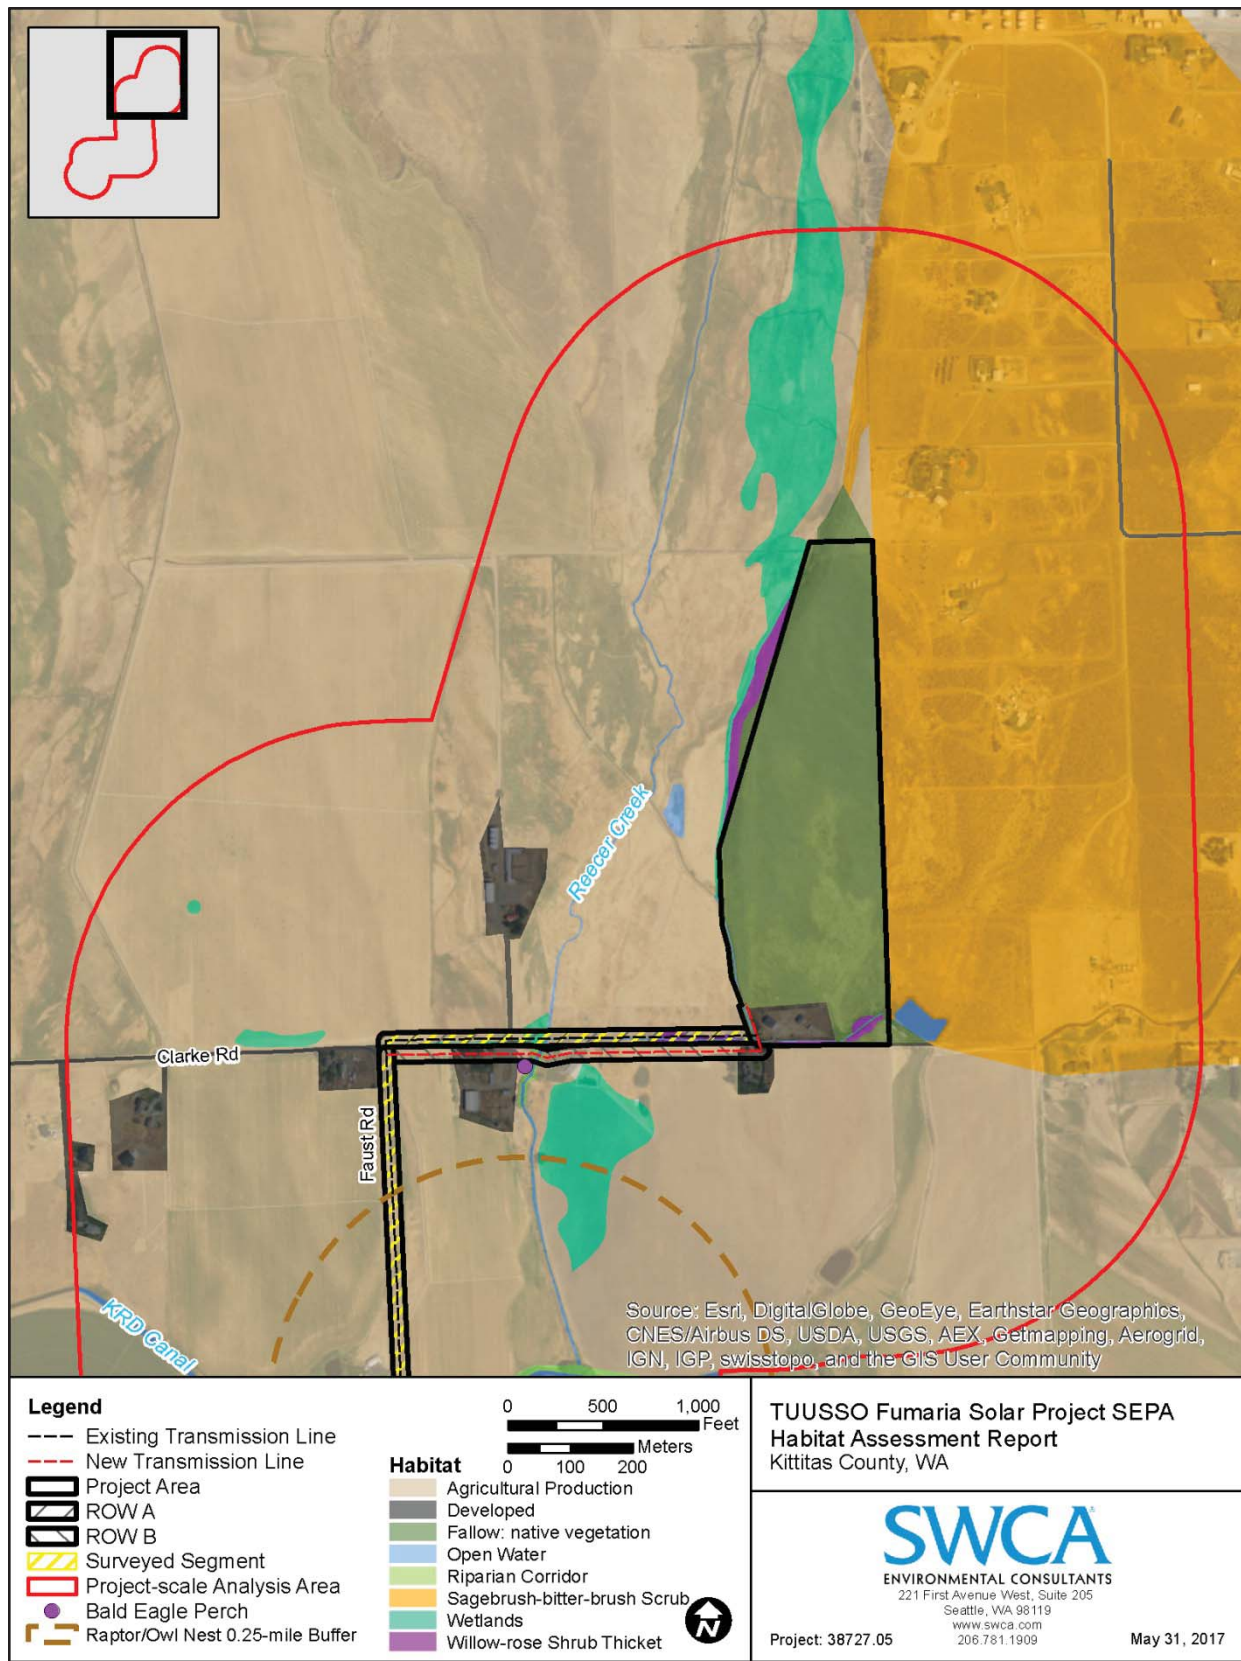 Reecer Creek
Clarke Rd
Faust Rd
KRD Canal
Source: Esri, DigitalGlobe, GeoEye, Earthstar Geographics,
CNES/Airbus DS, USDA, USGS, AEX, Getmapping, Aerogrid,
IGN, IGP, swisstopo, and the GIS User Community
Legend
Existing Transmission Line
New Transmission Line
Project Area
ROW A
ROW B
Surveyed Segment
Project-scale Analysis Area
Bald Eagle Perch
Raptor/Owl Nest 0.25-mile Buffer
0 500 1,000
Feet
Meters
0 100 200
Habitat
Agricultural Production
Developed
Fallow: native vegetation
Open Water
Riparian Corridor
Sagebrush-bitter-brush Scrub
Wetlands
Willow-rose Shrub Thicket
N
TUUSSO Fumaria Solar Project SEPA
Habitat Assessment Report
Kittitas County, WA
SWCA
ENVIRONMENTAL CONSULTANTS
221 First Avenue West, Suite 205
Seattle, WA 98119
www.swca.com
206.781.1909
Project: 38727.05
May 31, 2017